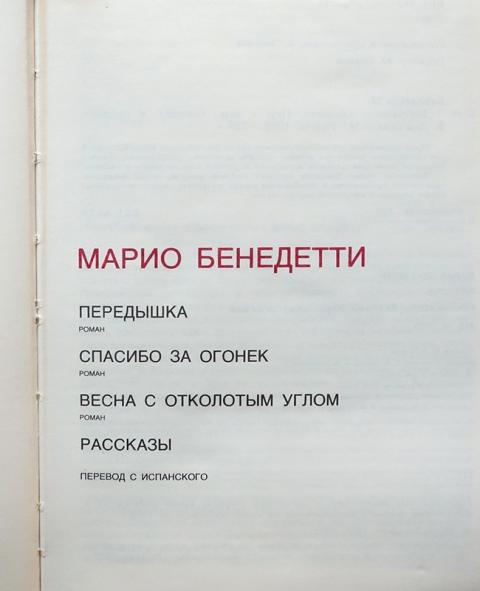 МАРИО БЕНЕДЕТТИ
ПЕРЕДЫШКА
РОМАН
СПАСИБО ЗА ОГОНЕК
РОМАН
ВЕСНА С ОТКОЛОТЫМ УГЛОМ
РОМАН
РАССКАЗЫ
ПЕРЕВОД С ИСПАНСКОГО